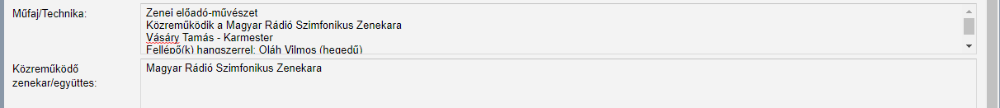 Műfaj/Technika:
Zenei előadó-művészet
Közreműködik a Magyar Rádió Szimfonikus Zenekara
Vásáry Tamás - Karmester
Fellépő(k) hangszerrel: Oláh Vilmos (hegedű)
Közreműködő
zenekar/együttes:
Magyar Rádió Szimfonikus Zenekara